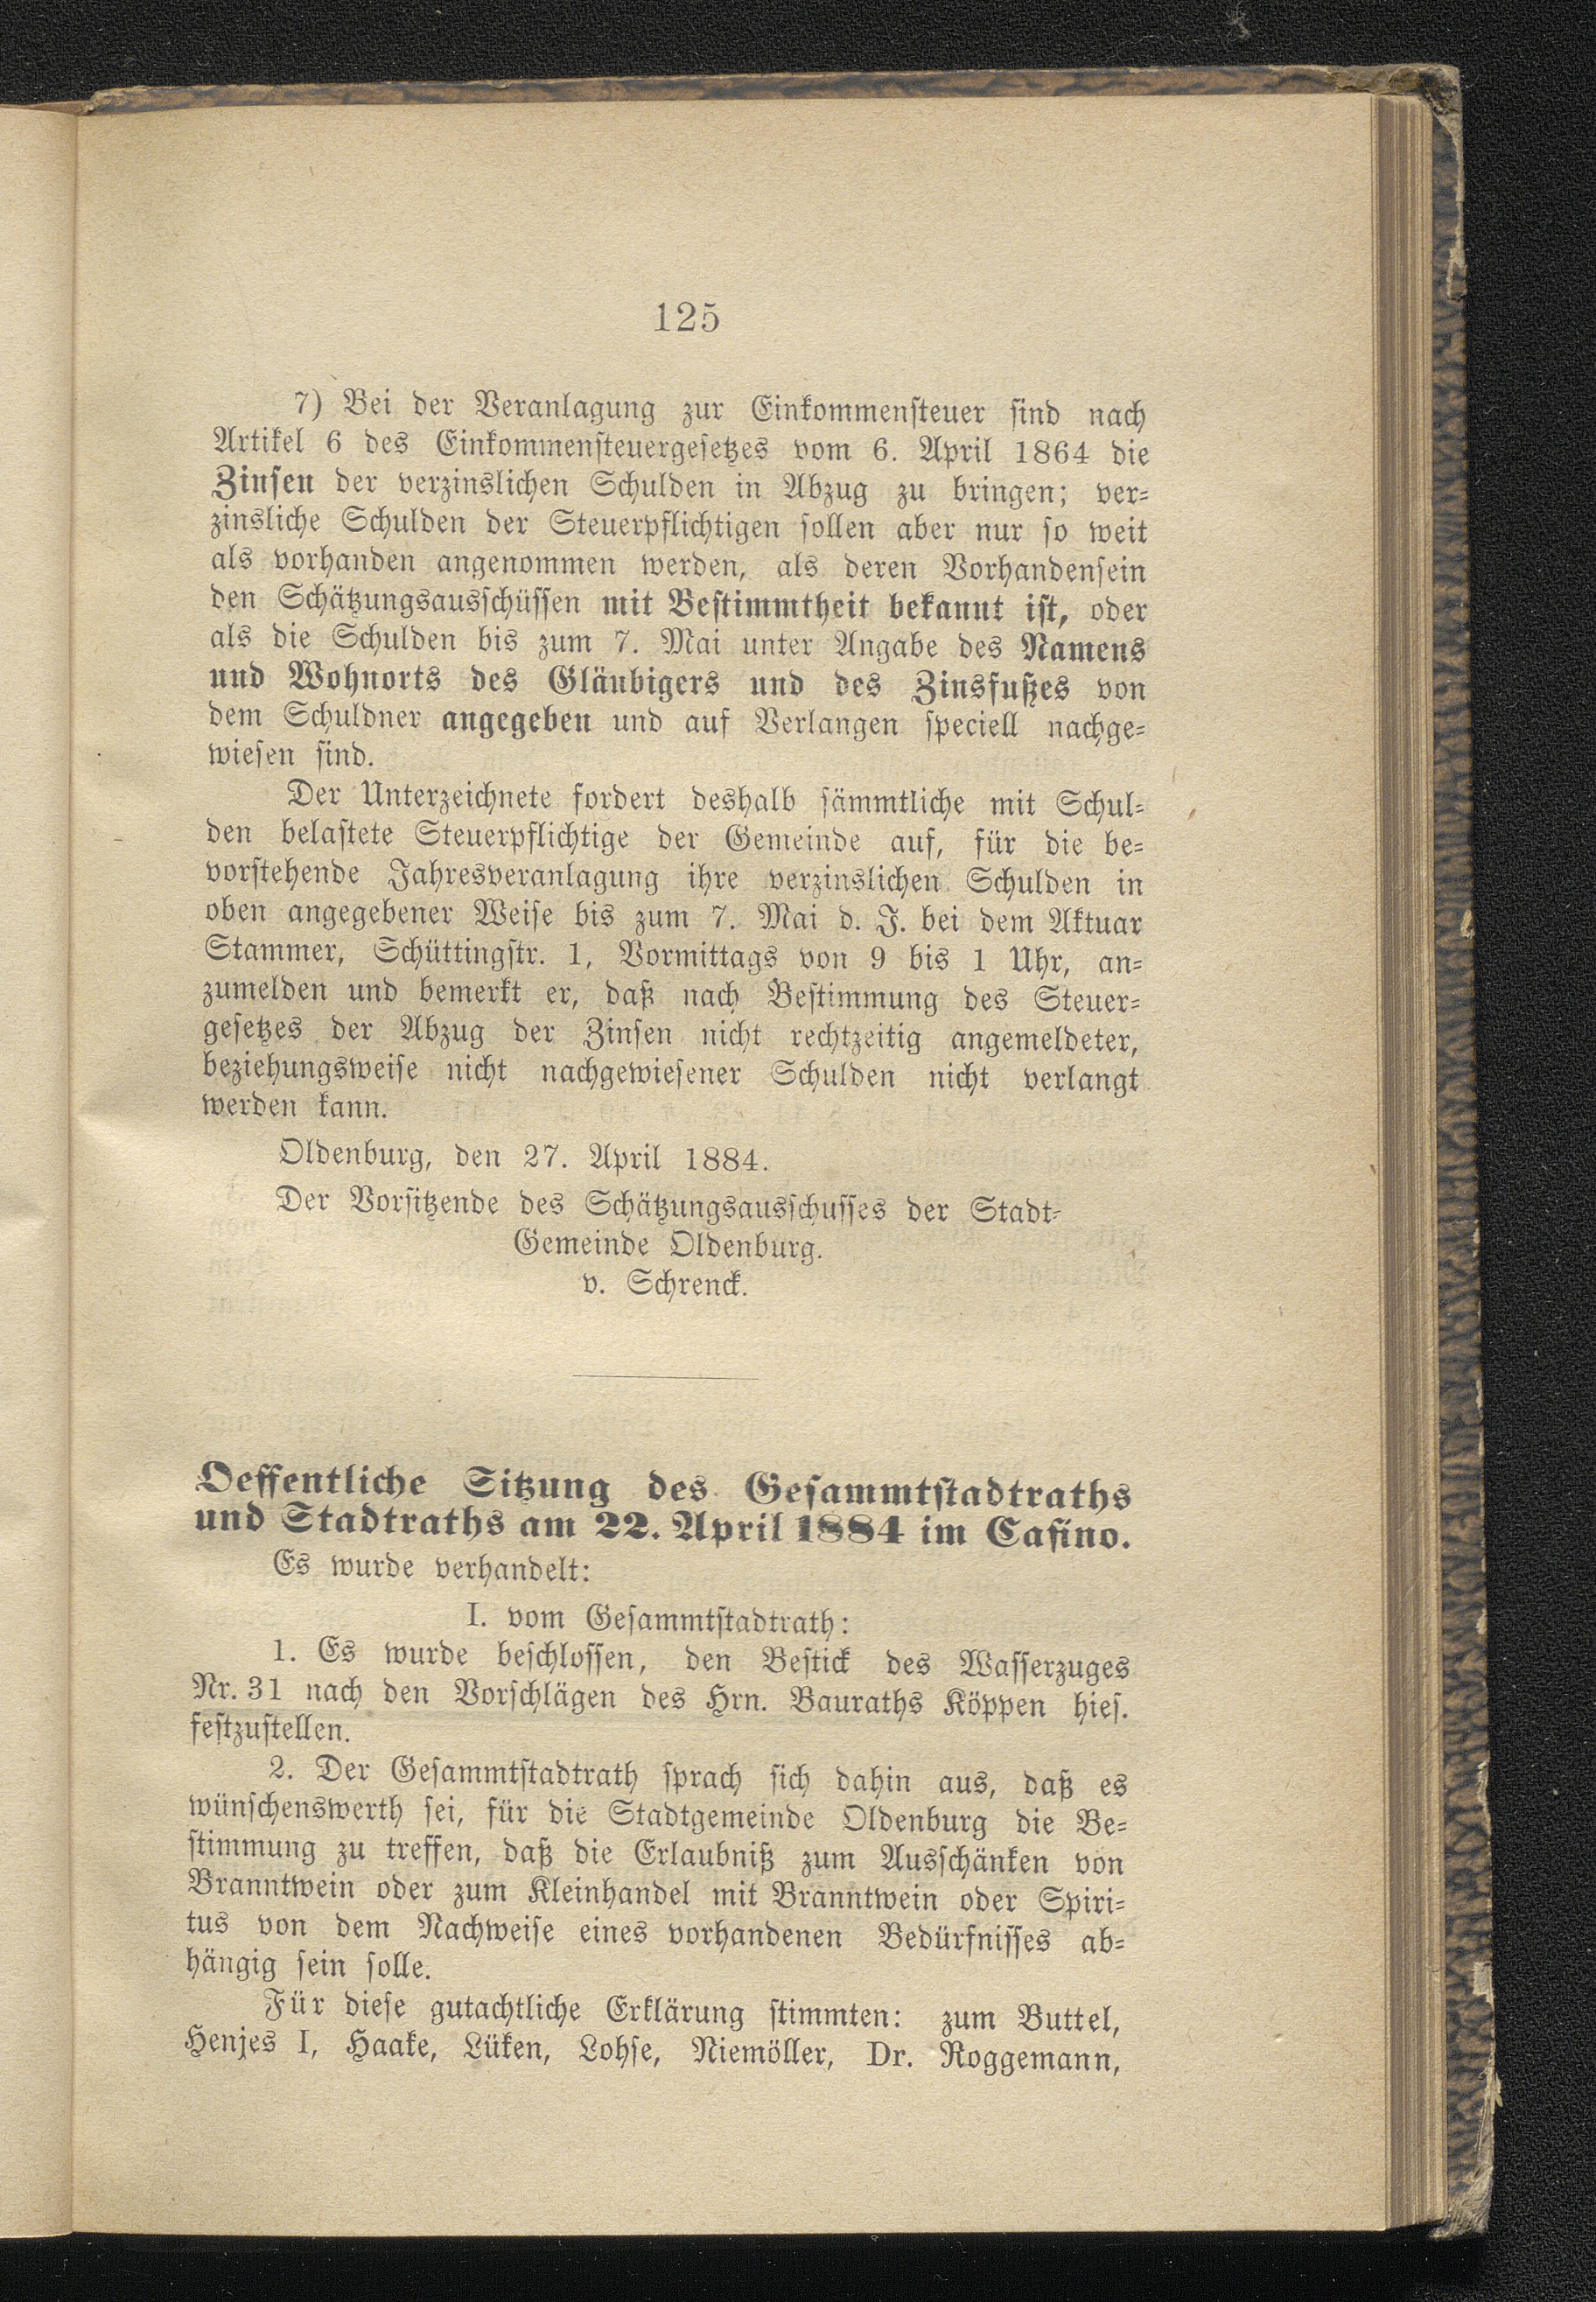 125
7) Bei der Veranlagung zur Einkommensteuer sind nach
Artikel 6 des Einkommensteuergesetzes vom 6. April 1864 die
Zinsen der verzinslichen Schulden in Abzug zu bringen; ver-
zinsliche Schulden der Steuerpflichtigen sollen aber nur so weit
als vorhanden angenommen werden, als deren Vorhandensein
den Schätzungsausschüssen mit Bestimmtheit bekannt ist, oder
als die Schulden bis zum 7. Mai unter Angabe des Namens
und Wohnorts des Gläubigers und des Zinsfußes von
dem Schuldner angegeben und auf Verlangen speciell nachge-
wiesen sind.
Der Unterzeichnete fordert deshalb sämmtliche mit Schul-
den belastete Steuerpflichtige der Gemeinde auf, für die be-
vorstehende Jahresveranlagung ihre verzinslichen Schulden in
oben angegebener Weise bis zum 7. Mai d. J. bei dem Aktuar
Stammer, Schüttingstr. 1, Vormittags von 9 bis 1 Uhr, an-
zumelden und bemerkt er, daß nach Bestimmung des Steuer-
gesetzes der Abzug der Zinsen nicht rechtzeitig angemeldeter,
beziehungsweise nicht nachgewiesener Schulden nicht verlangt
werden kann.
Oldenburg, den 27. April 1884.
Der Vorsitzende des Schätzungsausschusses der Stadt-
Gemeinde Oldenburg.
v. Schrenck.
Oeffentliche Sitzung des Gesammtstadtraths
und Stadtraths am 22. April 1884 im Casino.
Es wurde verhandelt:
I. vom Gesammtstadtrath:
1. Es wurde beschlossen, den Bestick des Wasserzuges
Nr. 31 nach den Vorschlägen des Hrn. Bauraths Köppen hies.
festzustellen.
2. Der Gesammtstadtrath sprach sich dahin aus, daß es
wünschenswerth sei, für die Stadtgemeinde Oldenburg die Be-
stimmung zu treffen, daß die Erlaubniß zum Ausschänken von
Branntwein oder zum Kleinhandel mit Branntwein oder Spiri-
tus von dem Nachweise eines vorhandenen Bedürfnisses ab-
hängig sein solle.
Für diese gutachtliche Erklärung stimmten: zum Buttel,
Henjes I, Haake, Lüken, Lohse, Niemöller, Dr. Roggemann,